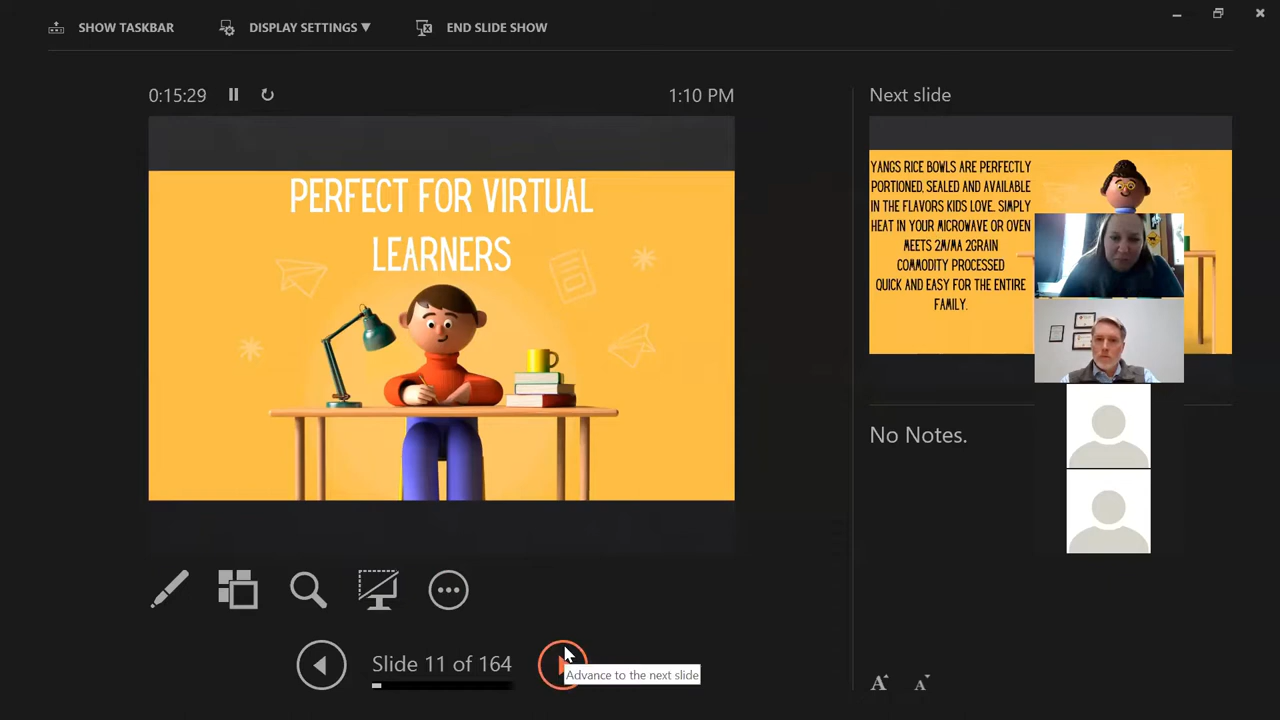 SHOW TASKBAR
DISPLAY SETTINGS ▼
END SLIDE SHOW
0:15:29
1:10 PM
Next slide
PERFECT FOR VIRTUAL
LEARNERS
YANGS RICE BOWLS ARE PERFECTLY
PORTIONED, SEALED AND AVAILABLE
IN THE FLAVORS KIDS LOVE. SIMPLY
HEAT IN YOUR MICROWAVE OR OVEN
MEETS 2M/MA 2GRAIN
COMMODITY PROCESSED
QUICK AND EASY FOR THE ENTIRE
FAMILY.
No Notes.
Slide 11 of 164
Advance to the next slide
A A